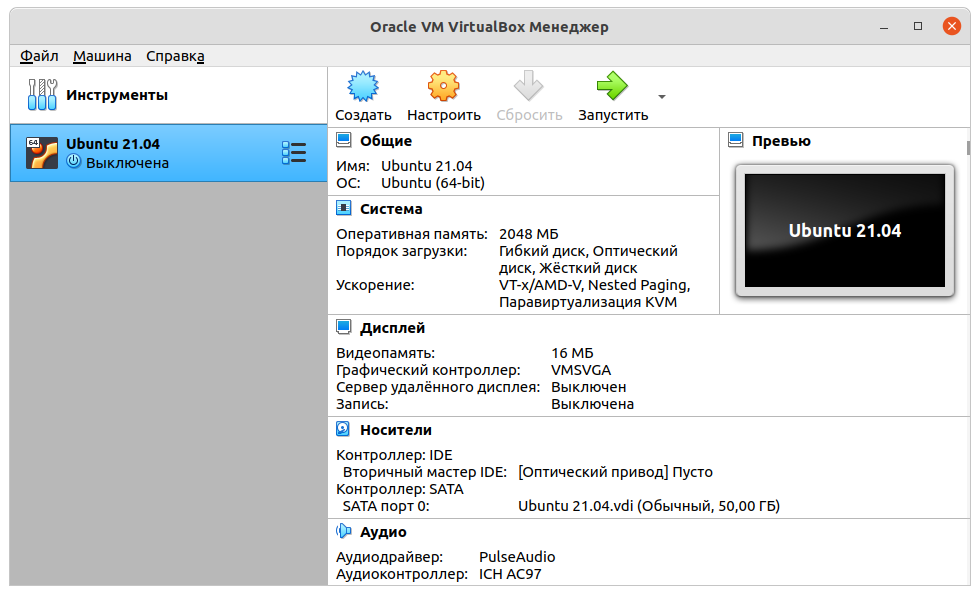 Oracle VM VirtualBox Менеджер
Файл Машина Справка
Инструменты
Создать Настроить Сбросить Запустить
64
Ubuntu 21.04
Выключена
Общие
Имя: Ubuntu 21.04
ОС: Ubuntu (64-bit)
Превью
Ubuntu 21.04
Система
Оперативная память: 2048 МБ
Порядок загрузки: Гибкий диск, Оптический
диск, Жёсткий диск
Ускорение: VT-x/AMD-V, Nested Paging,
Паравиртуализация KVM
Дисплей
Видеопамять: 16 МБ
Графический контроллер: VMSVGA
Сервер удалённого дисплея: Выключен
Запись: Выключена
Носители
Контроллер: IDE
Вторичный мастер IDE: [Оптический привод] Пусто
Контроллер: SATA
SATA порт 0: Ubuntu 21.04.vdi (Обычный, 50,00 ГБ)
Аудио
Аудиодрайвер: PulseAudio
Аудиоконтроллер: ICH AC97